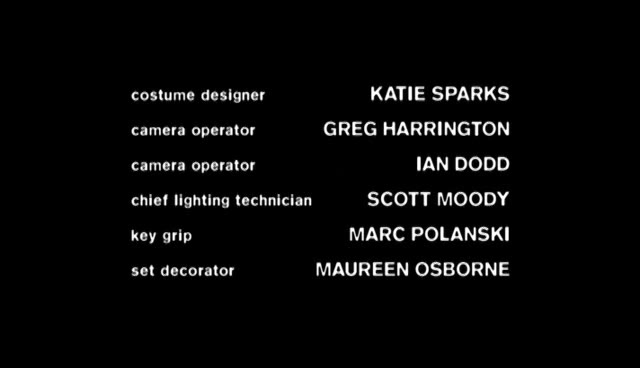 costume designer KATIE SPARKS
camera operator GREG HARRINGTON
camera operator IAN DODD
chief lighting technician SCOTT MOODY
key grip MARC POLANSKI
set decorator MAUREEN OSBORNE